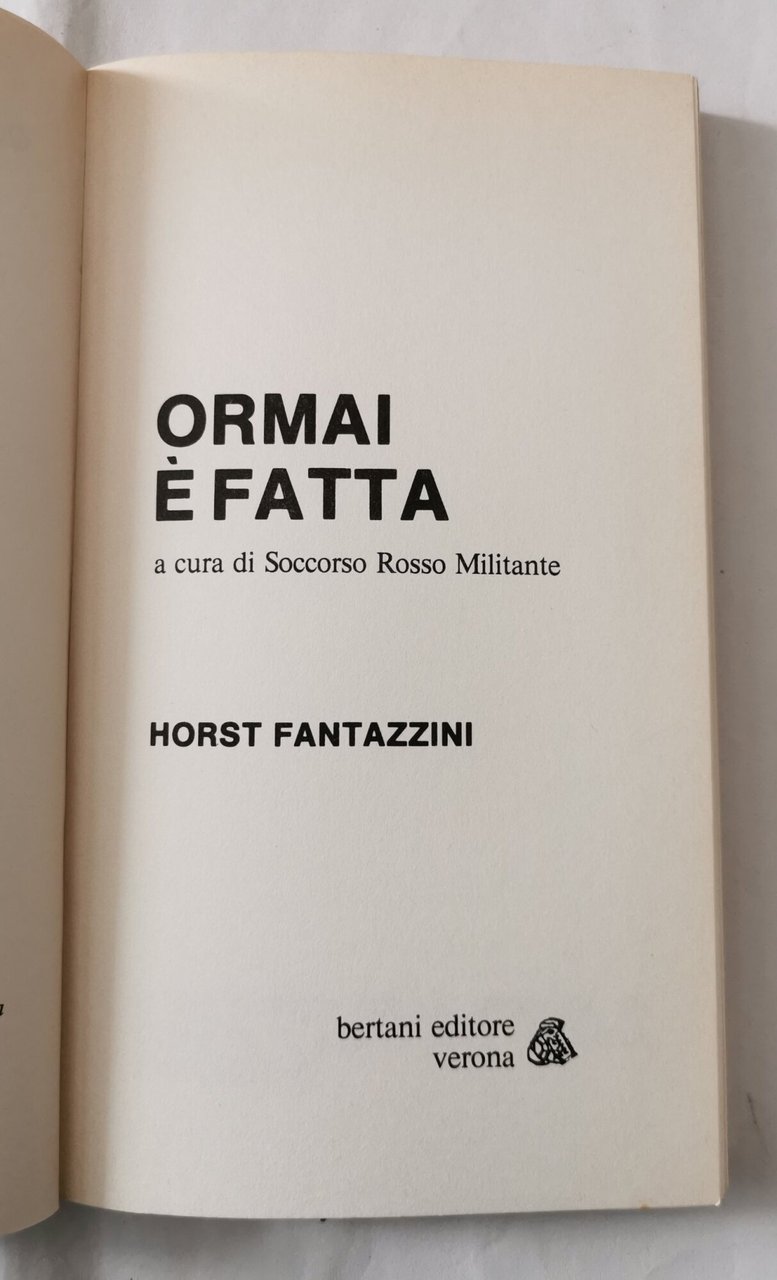 ORMAI
È FATTA
a cura di Soccorso Rosso Militante
HORST FANTAZZINI
bertani editore
verona